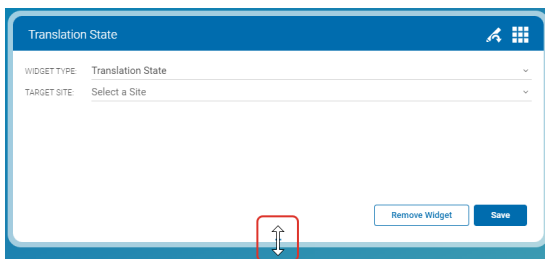 Translation State
WIDGET TYPE: Translation State
TARGET SITE: Select a Site
Remove Widget Save